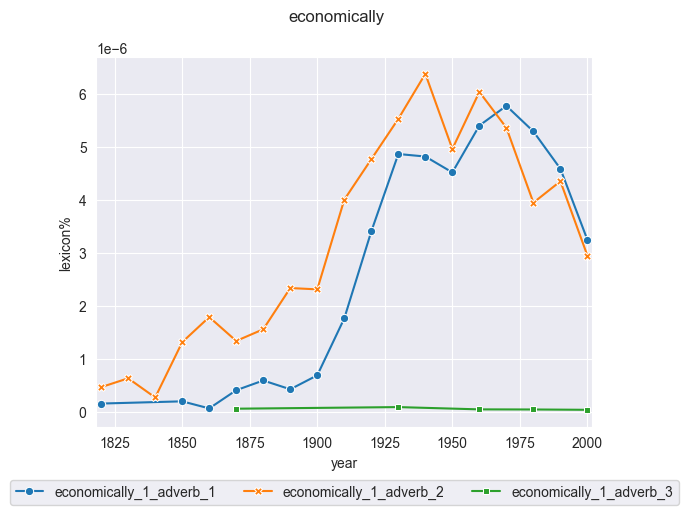 economically
1e−6
6
5
4
3
2
1
0
lexicon%
1825 1850 1875 1900 1925 1950 1975 2000
year
economically_1_adverb_1 economically_1_adverb_2 economically_1_adverb_3